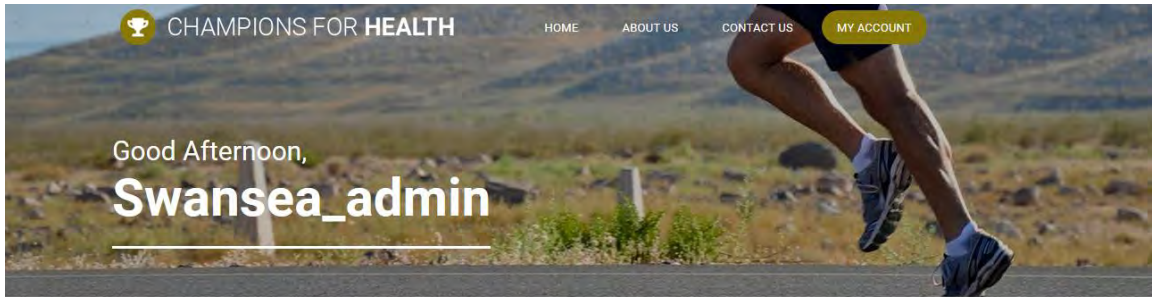 CHAMPIONS FOR HEALTH
HOME ABOUT US CONTACT US MY ACCOUNT
Good Afternoon,
Swansea_admin